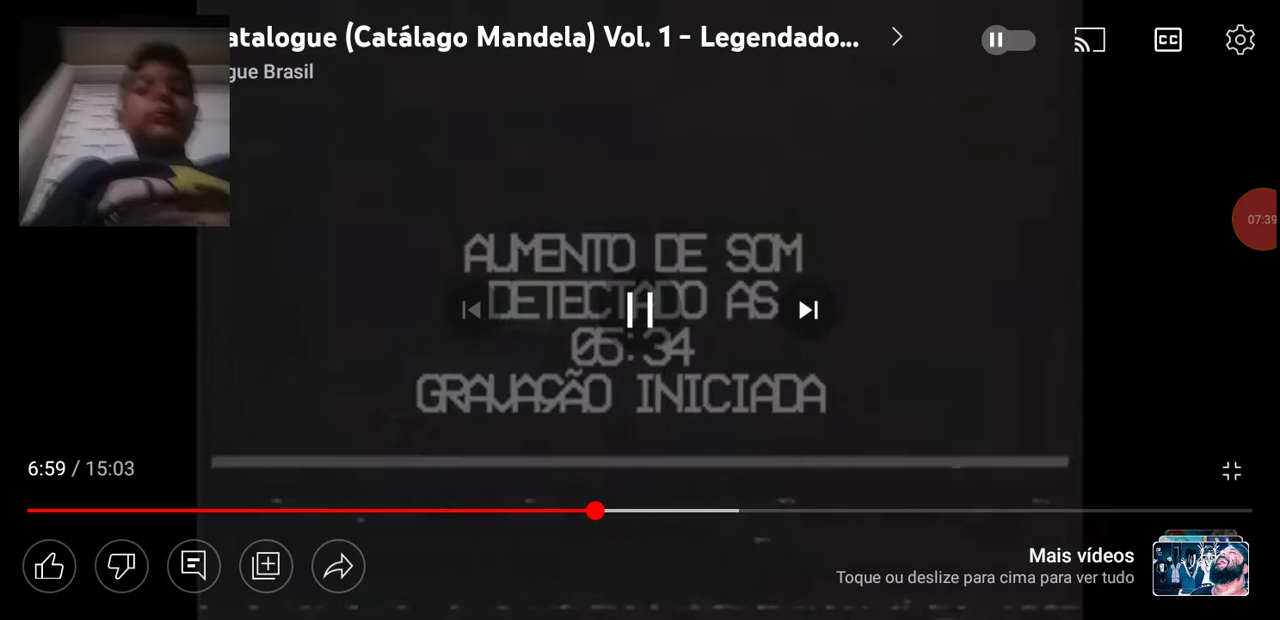 atalogue (Catálago Mandela) Vol. 1 - Legendado...
gue Brasil
07:39
AUMENTO DE SOM
DETECTADO AS
05:34
GRAVAÇÃO INICIADA
6:59 / 15:03
Mais vídeos
Toque ou deslize para cima para ver tudo
CC